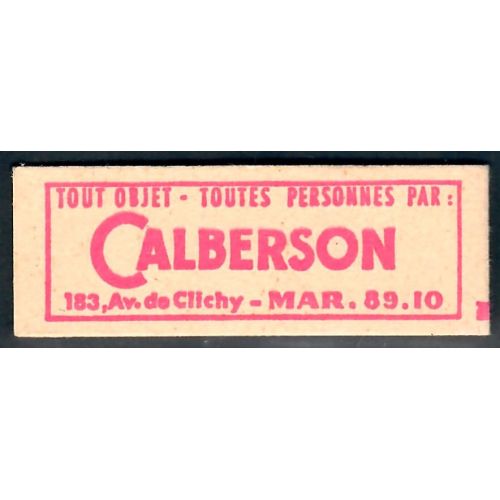 TOUT OBJET - TOUTES PERSONNES PAR :
CALBERSON
183, Av. de Clichy - MAR. 89.10